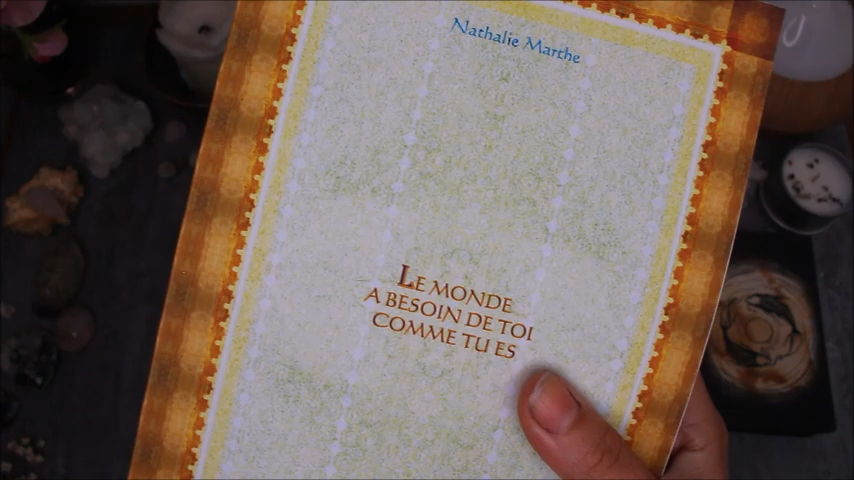 Nathalie Marthe
LE MONDE
A BESOIN DE TOI
COMME TU ES